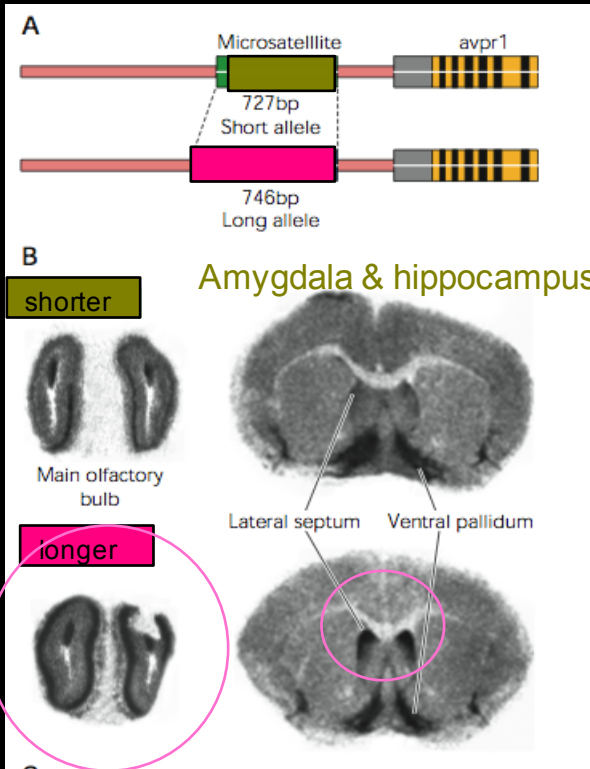 A
Microsatelllite
avpr1
727bp
Short allele
746bp
Long allele
B
Amygdala & hippocampus
shorter
Main olfactory
bulb
Lateral septum
Ventral pallidum
longer